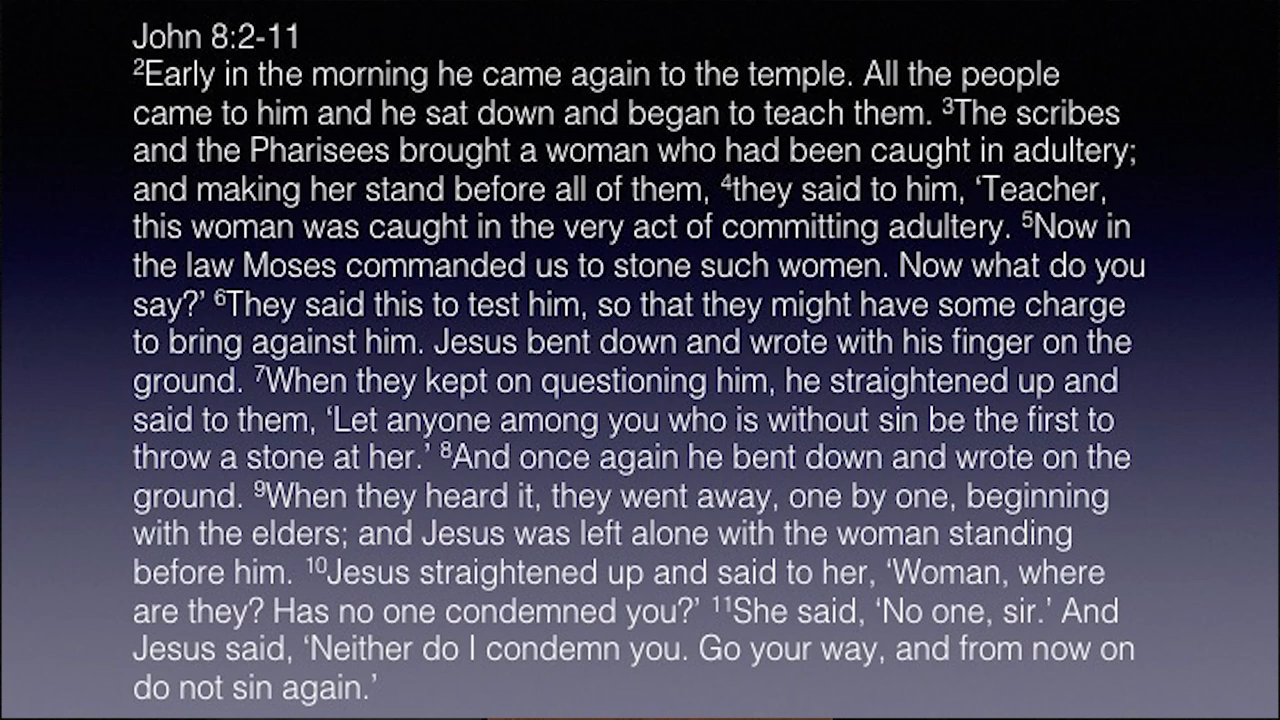 John 8:2-11
²Early in the morning he came again to the temple. All the people
came to him and he sat down and began to teach them. ³The scribes
and the Pharisees brought a woman who had been caught in adultery;
and making her stand before all of them, ⁴they said to him, ‘Teacher,
this woman was caught in the very act of committing adultery. ⁵Now in
the law Moses commanded us to stone such women. Now what do you
say?’ ⁶They said this to test him, so that they might have some charge
to bring against him. Jesus bent down and wrote with his finger on the
ground. ⁷When they kept on questioning him, he straightened up and
said to them, ‘Let anyone among you who is without sin be the first to
throw a stone at her.’ ⁸And once again he bent down and wrote on the
ground. ⁹When they heard it, they went away, one by one, beginning
with the elders; and Jesus was left alone with the woman standing
before him. ¹⁰Jesus straightened up and said to her, ‘Woman, where
are they? Has no one condemned you?’ ¹¹She said, ‘No one, sir.’ And
Jesus said, ‘Neither do I condemn you. Go your way, and from now on
do not sin again.’